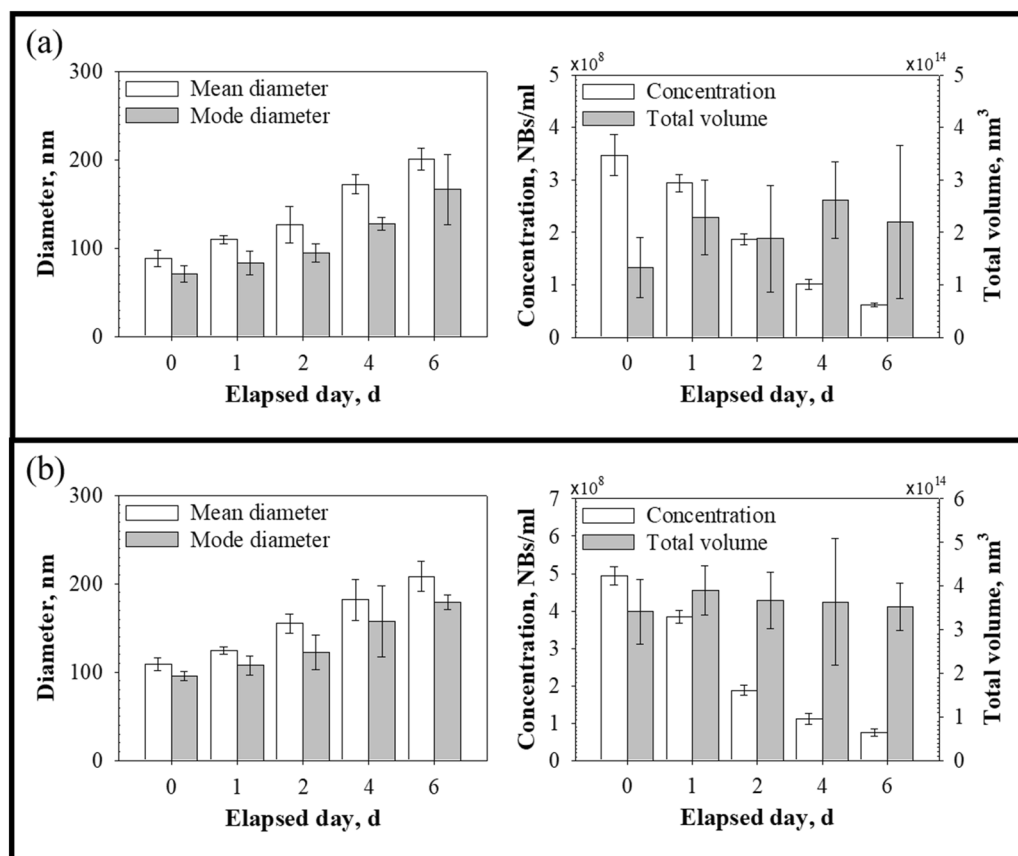 (a)
300
200
100
0
Diameter, nm
Mean diameter
Mode diameter
0 1 2 4 6
Elapsed day, d
x10^8
5
4
3
2
1
0
Concentration, NBs/ml
Concentration
Total volume
x10^14
5
4
3
2
1
0
Total volume, nm³
0 1 2 4 6
Elapsed day, d
(b)
300
200
100
0
Diameter, nm
Mean diameter
Mode diameter
0 1 2 4 6
Elapsed day, d
x10^8
7
6
5
4
3
2
1
0
Concentration, NBs/ml
Concentration
Total volume
x10^14
6
5
4
3
2
1
0
Total volume, nm³
0 1 2 4 6
Elapsed day, d